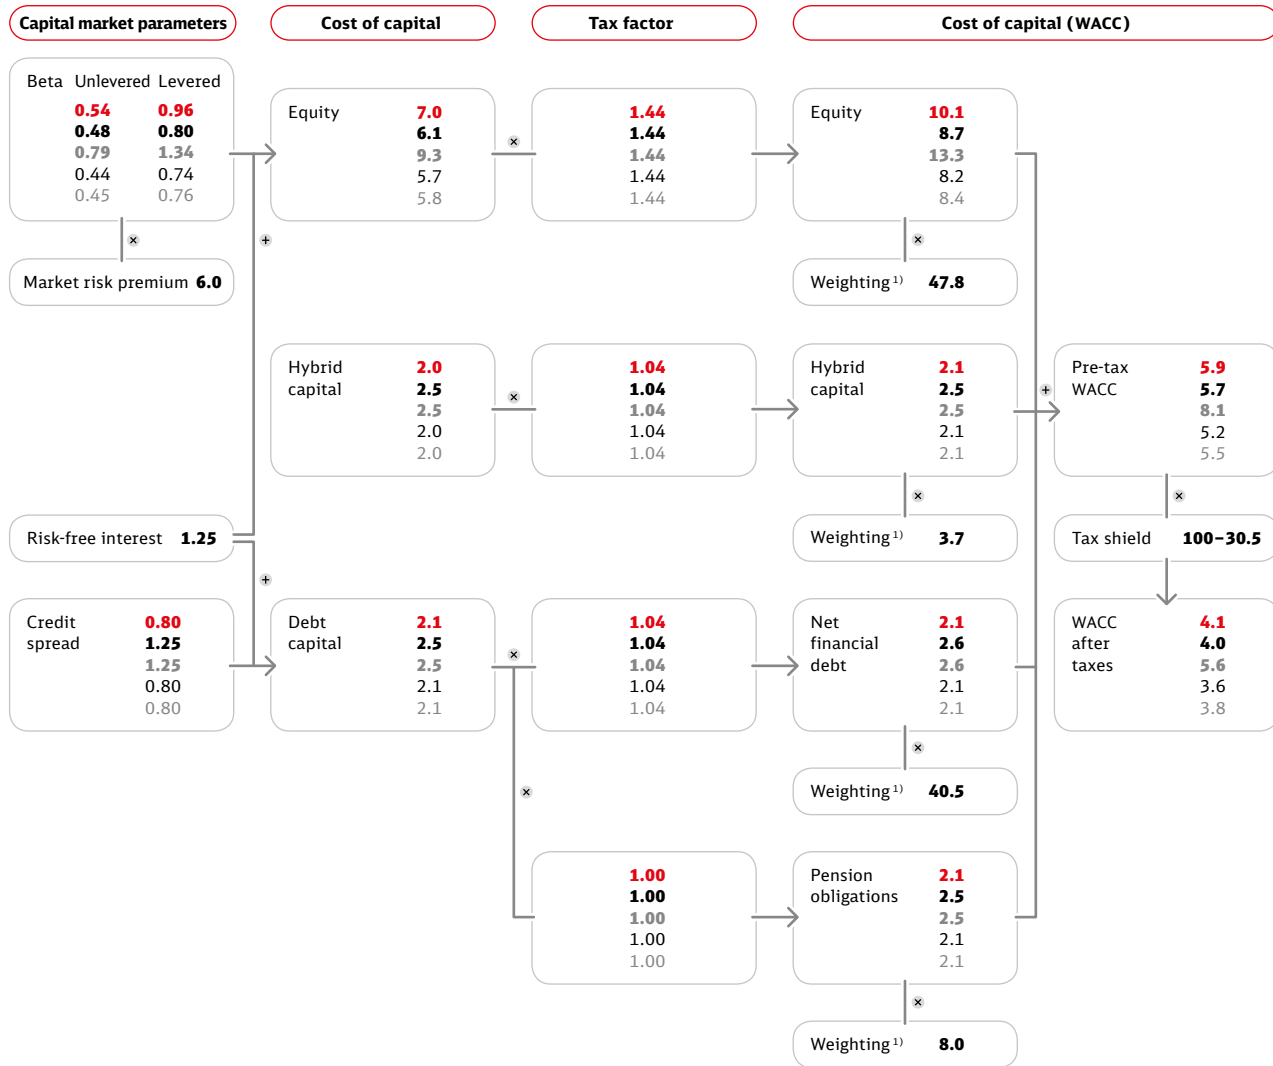 Capital market parameters
Cost of capital
Tax factor
Cost of capital (WACC)
Beta Unlevered Levered
0.54 0.96
0.48 0.80
0.79 1.34
0.44 0.74
0.45 0.76
×
Market risk premium 6.0
+
Equity 7.0
6.1
9.3
5.7
5.8
×
1.44
1.44
1.44
1.44
1.44
Equity 10.1
8.7
13.3
8.2
8.4
×
Weighting 1) 47.8
Hybrid 2.0
capital 2.5
2.5
2.0
2.0
×
1.04
1.04
1.04
1.04
1.04
Hybrid 2.1
capital 2.5
2.5
2.1
2.1
×
Weighting 1) 3.7
+
Pre-tax 5.9
WACC 5.7
8.1
5.2
5.5
×
Risk-free interest 1.25
Tax shield 100–30.5
+
Credit 0.80
spread 1.25
1.25
0.80
0.80
Debt 2.1
capital 2.5
2.5
2.1
2.1
×
1.04
1.04
1.04
1.04
1.04
Net 2.1
financial 2.6
debt 2.6
2.1
2.1
×
Weighting 1) 40.5
WACC 4.1
after 4.0
taxes 5.6
3.6
3.8
×
1.00
1.00
1.00
1.00
1.00
Pension 2.1
obligations 2.5
2.5
2.1
2.1
×
Weighting 1) 8.0